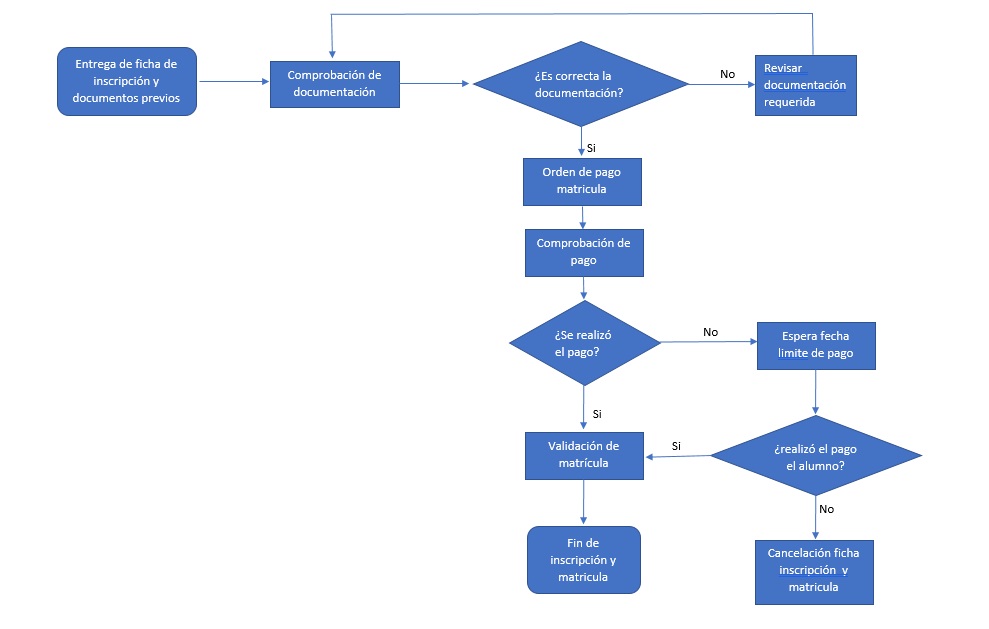 Entrega de ficha de
inscripción y
documentos previos
Comprobación de
documentación
¿Es correcta la
documentación?
No
Revisar
documentación
requerida
Si
Orden de pago
matricula
Comprobación de
pago
¿Se realizó
el pago?
No
Espera fecha
limite de pago
Si
Validación de
matrícula
Si
¿realizó el pago
el alumno?
No
Fin de
inscripción y
matricula
Cancelación ficha
inscripción  y
matricula